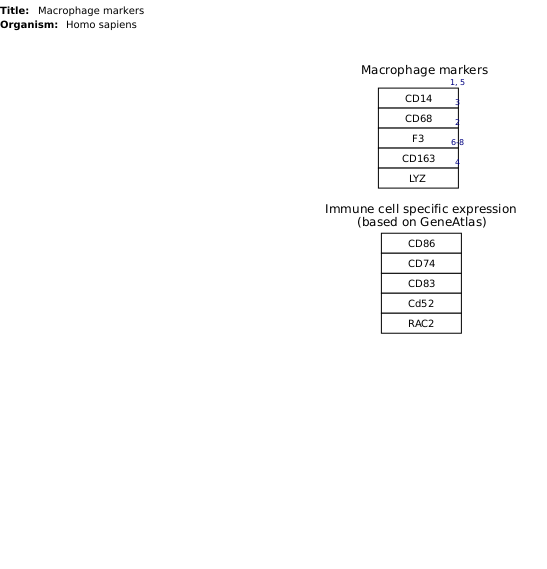 Title: Macrophage markers
Organism: Homo sapiens
Macrophage markers
1, 5
CD14
3
CD68
2
F3
6-8
CD163
4
LYZ
Immune cell specific expression
(based on GeneAtlas)
CD86
CD74
CD83
Cd52
RAC2